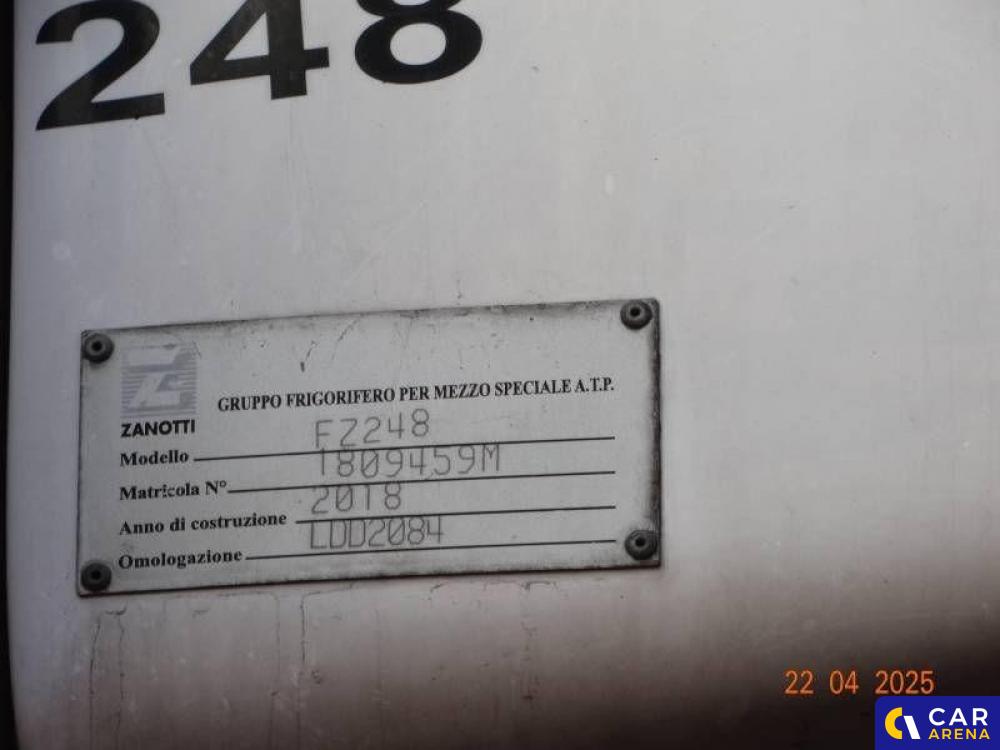 248
GRUPPO FRIGORIFERO PER MEZZO SPECIALE A.T.P.
ZANOTTI
Modello FZ248
Matricola N° 1809459M
Anno di costruzione 2018
Omologazione LDD2084
22 04 2025
CAR
ARENA